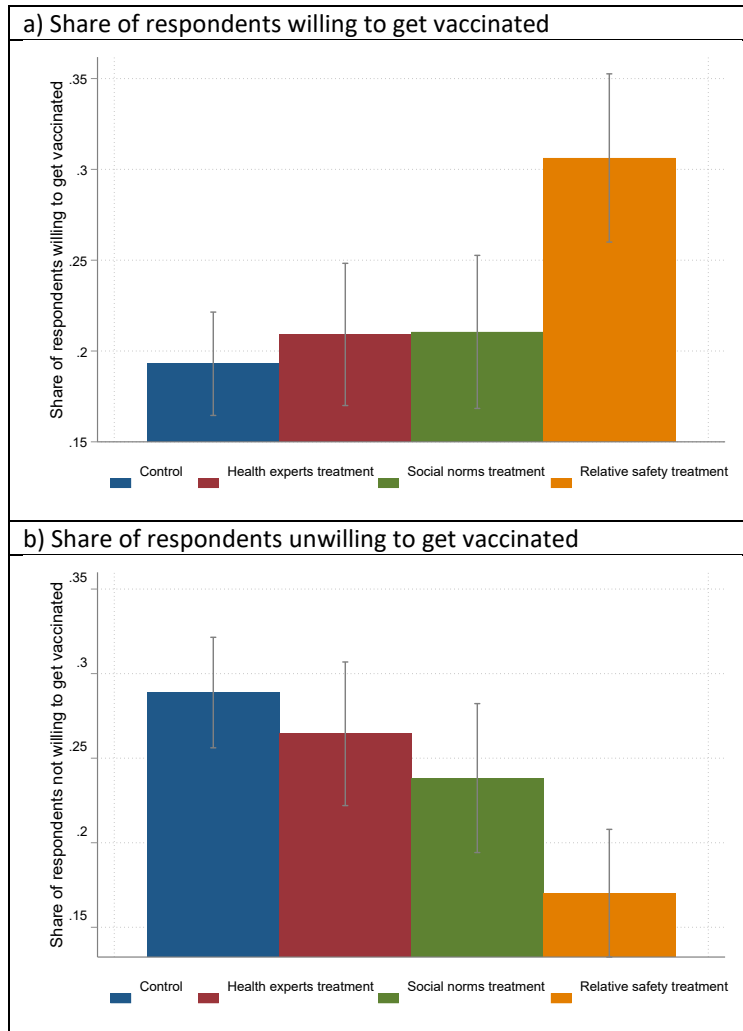 a) Share of respondents willing to get vaccinated
Share of respondents willing to get vaccinated
.35
.3
.25
.2
.15
Control Health experts treatment Social norms treatment Relative safety treatment
b) Share of respondents unwilling to get vaccinated
Share of respondents not willing to get vaccinated
.35
.3
.25
.2
.15
Control Health experts treatment Social norms treatment Relative safety treatment